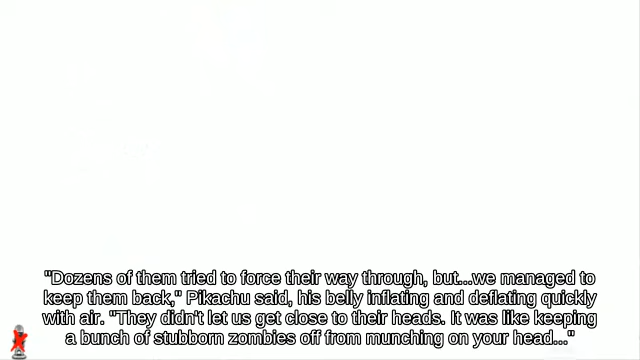 "Dozens of them tried to force their way through, but...we managed to
keep them back," Pikachu said, his belly inflating and deflating quickly
with air. "They didn't let us get close to their heads. It was like keeping
a bunch of stubborn zombies off from munching on your head..."